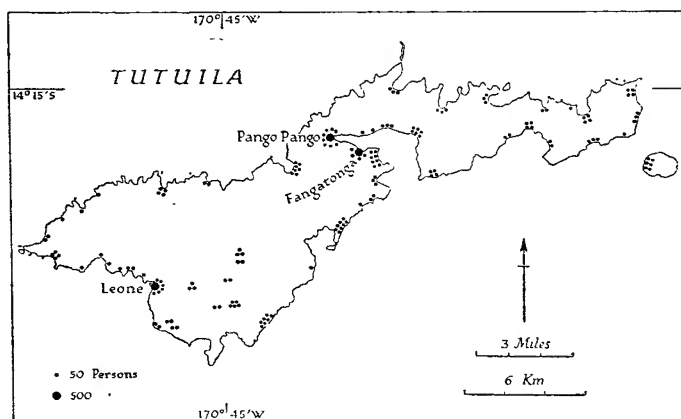 170° 45'W
TUTUILA
14° 15'S
Pango Pango
Fangatonga
Leone
3 Miles
6 Km
50 Persons
500 "
170° 45'W